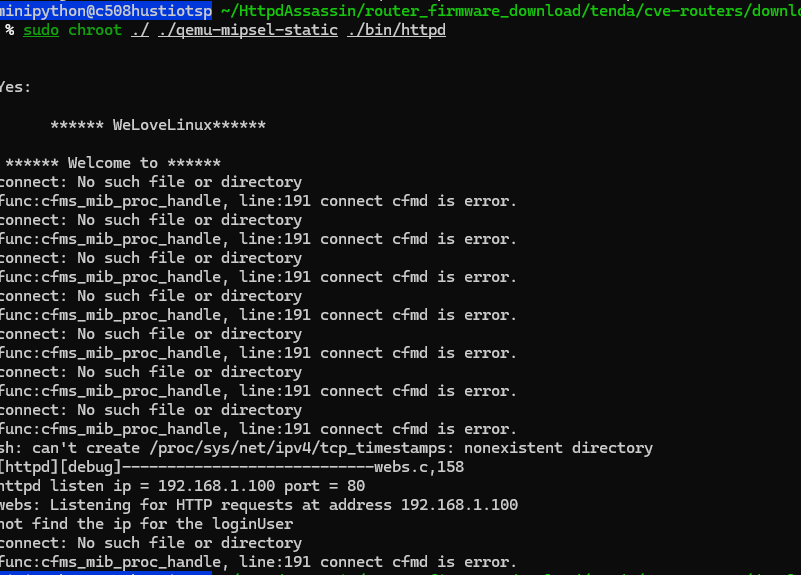 minipython@c508hustiotsp ~/HttpdAssassin/router_firmware_download/tenda/cve-routers/downlo
% sudo chroot ./ ./qemu-mipsel-static ./bin/httpd
Yes:
****** WeLoveLinux******
****** Welcome to ******
connect: No such file or directory
func:cfms_mib_proc_handle, line:191 connect cfmd is error.
connect: No such file or directory
func:cfms_mib_proc_handle, line:191 connect cfmd is error.
connect: No such file or directory
func:cfms_mib_proc_handle, line:191 connect cfmd is error.
connect: No such file or directory
func:cfms_mib_proc_handle, line:191 connect cfmd is error.
connect: No such file or directory
func:cfms_mib_proc_handle, line:191 connect cfmd is error.
connect: No such file or directory
func:cfms_mib_proc_handle, line:191 connect cfmd is error.
connect: No such file or directory
func:cfms_mib_proc_handle, line:191 connect cfmd is error.
sh: can't create /proc/sys/net/ipv4/tcp_timestamps: nonexistent directory
[httpd][debug]----------------------------webs.c,158
httpd listen ip = 192.168.1.100 port = 80
webs: Listening for HTTP requests at address 192.168.1.100
not find the ip for the loginUser
connect: No such file or directory
func:cfms_mib_proc_handle, line:191 connect cfmd is error.